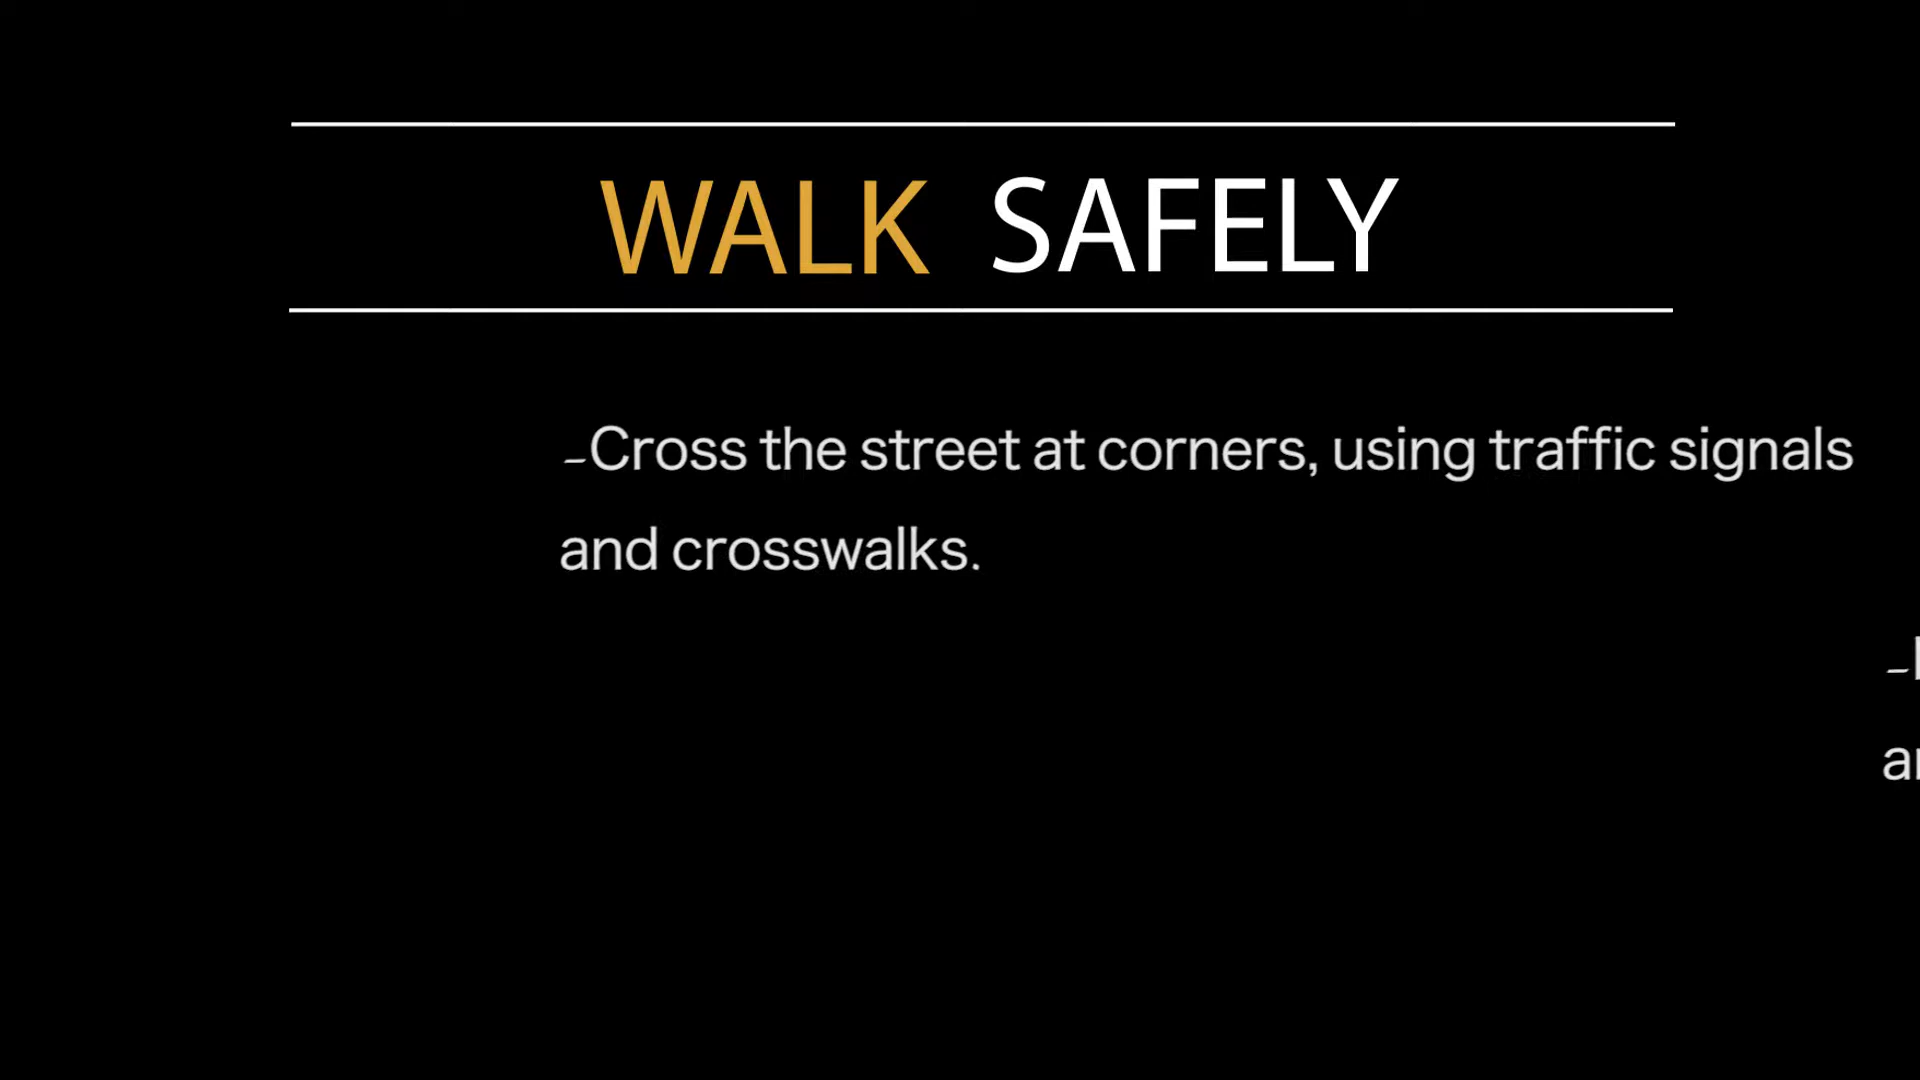 WALK SAFELY
-Cross the street at corners, using traffic signals
and crosswalks.